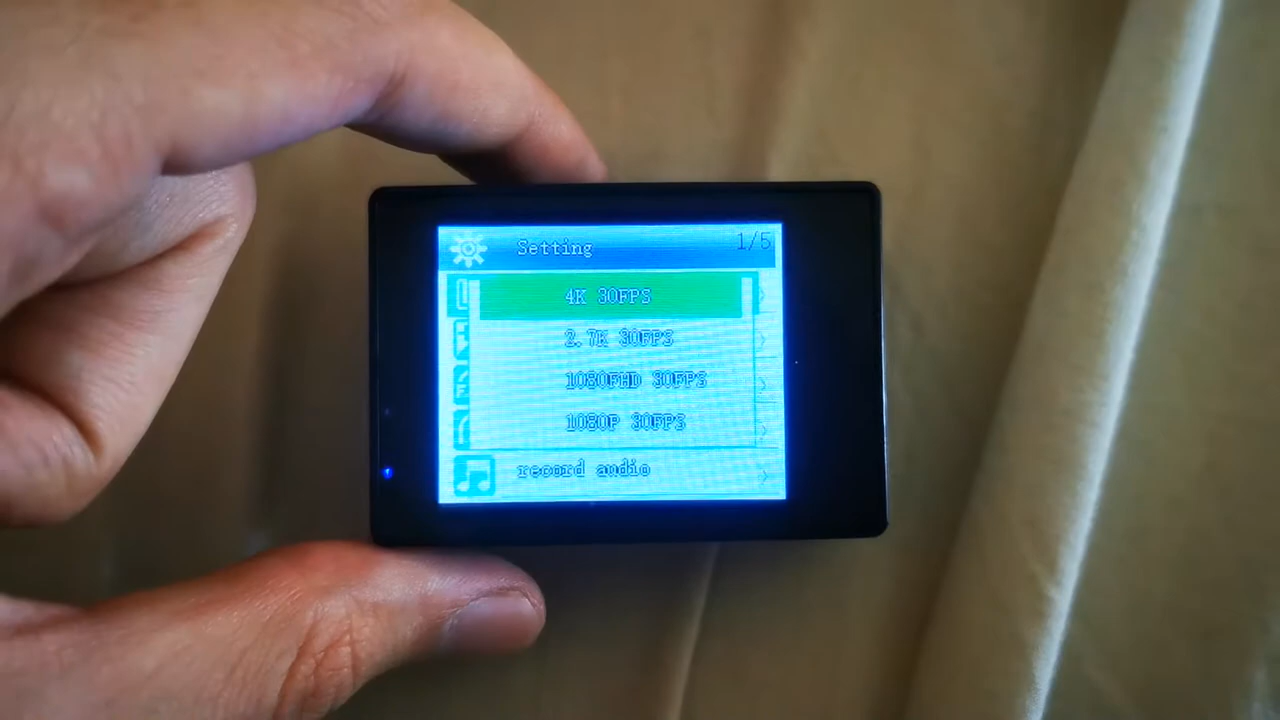 Setting
1/5
4K 30FPS
2.7K 30FPS
1080FHD 30FPS
1080P 30FPS
record audio